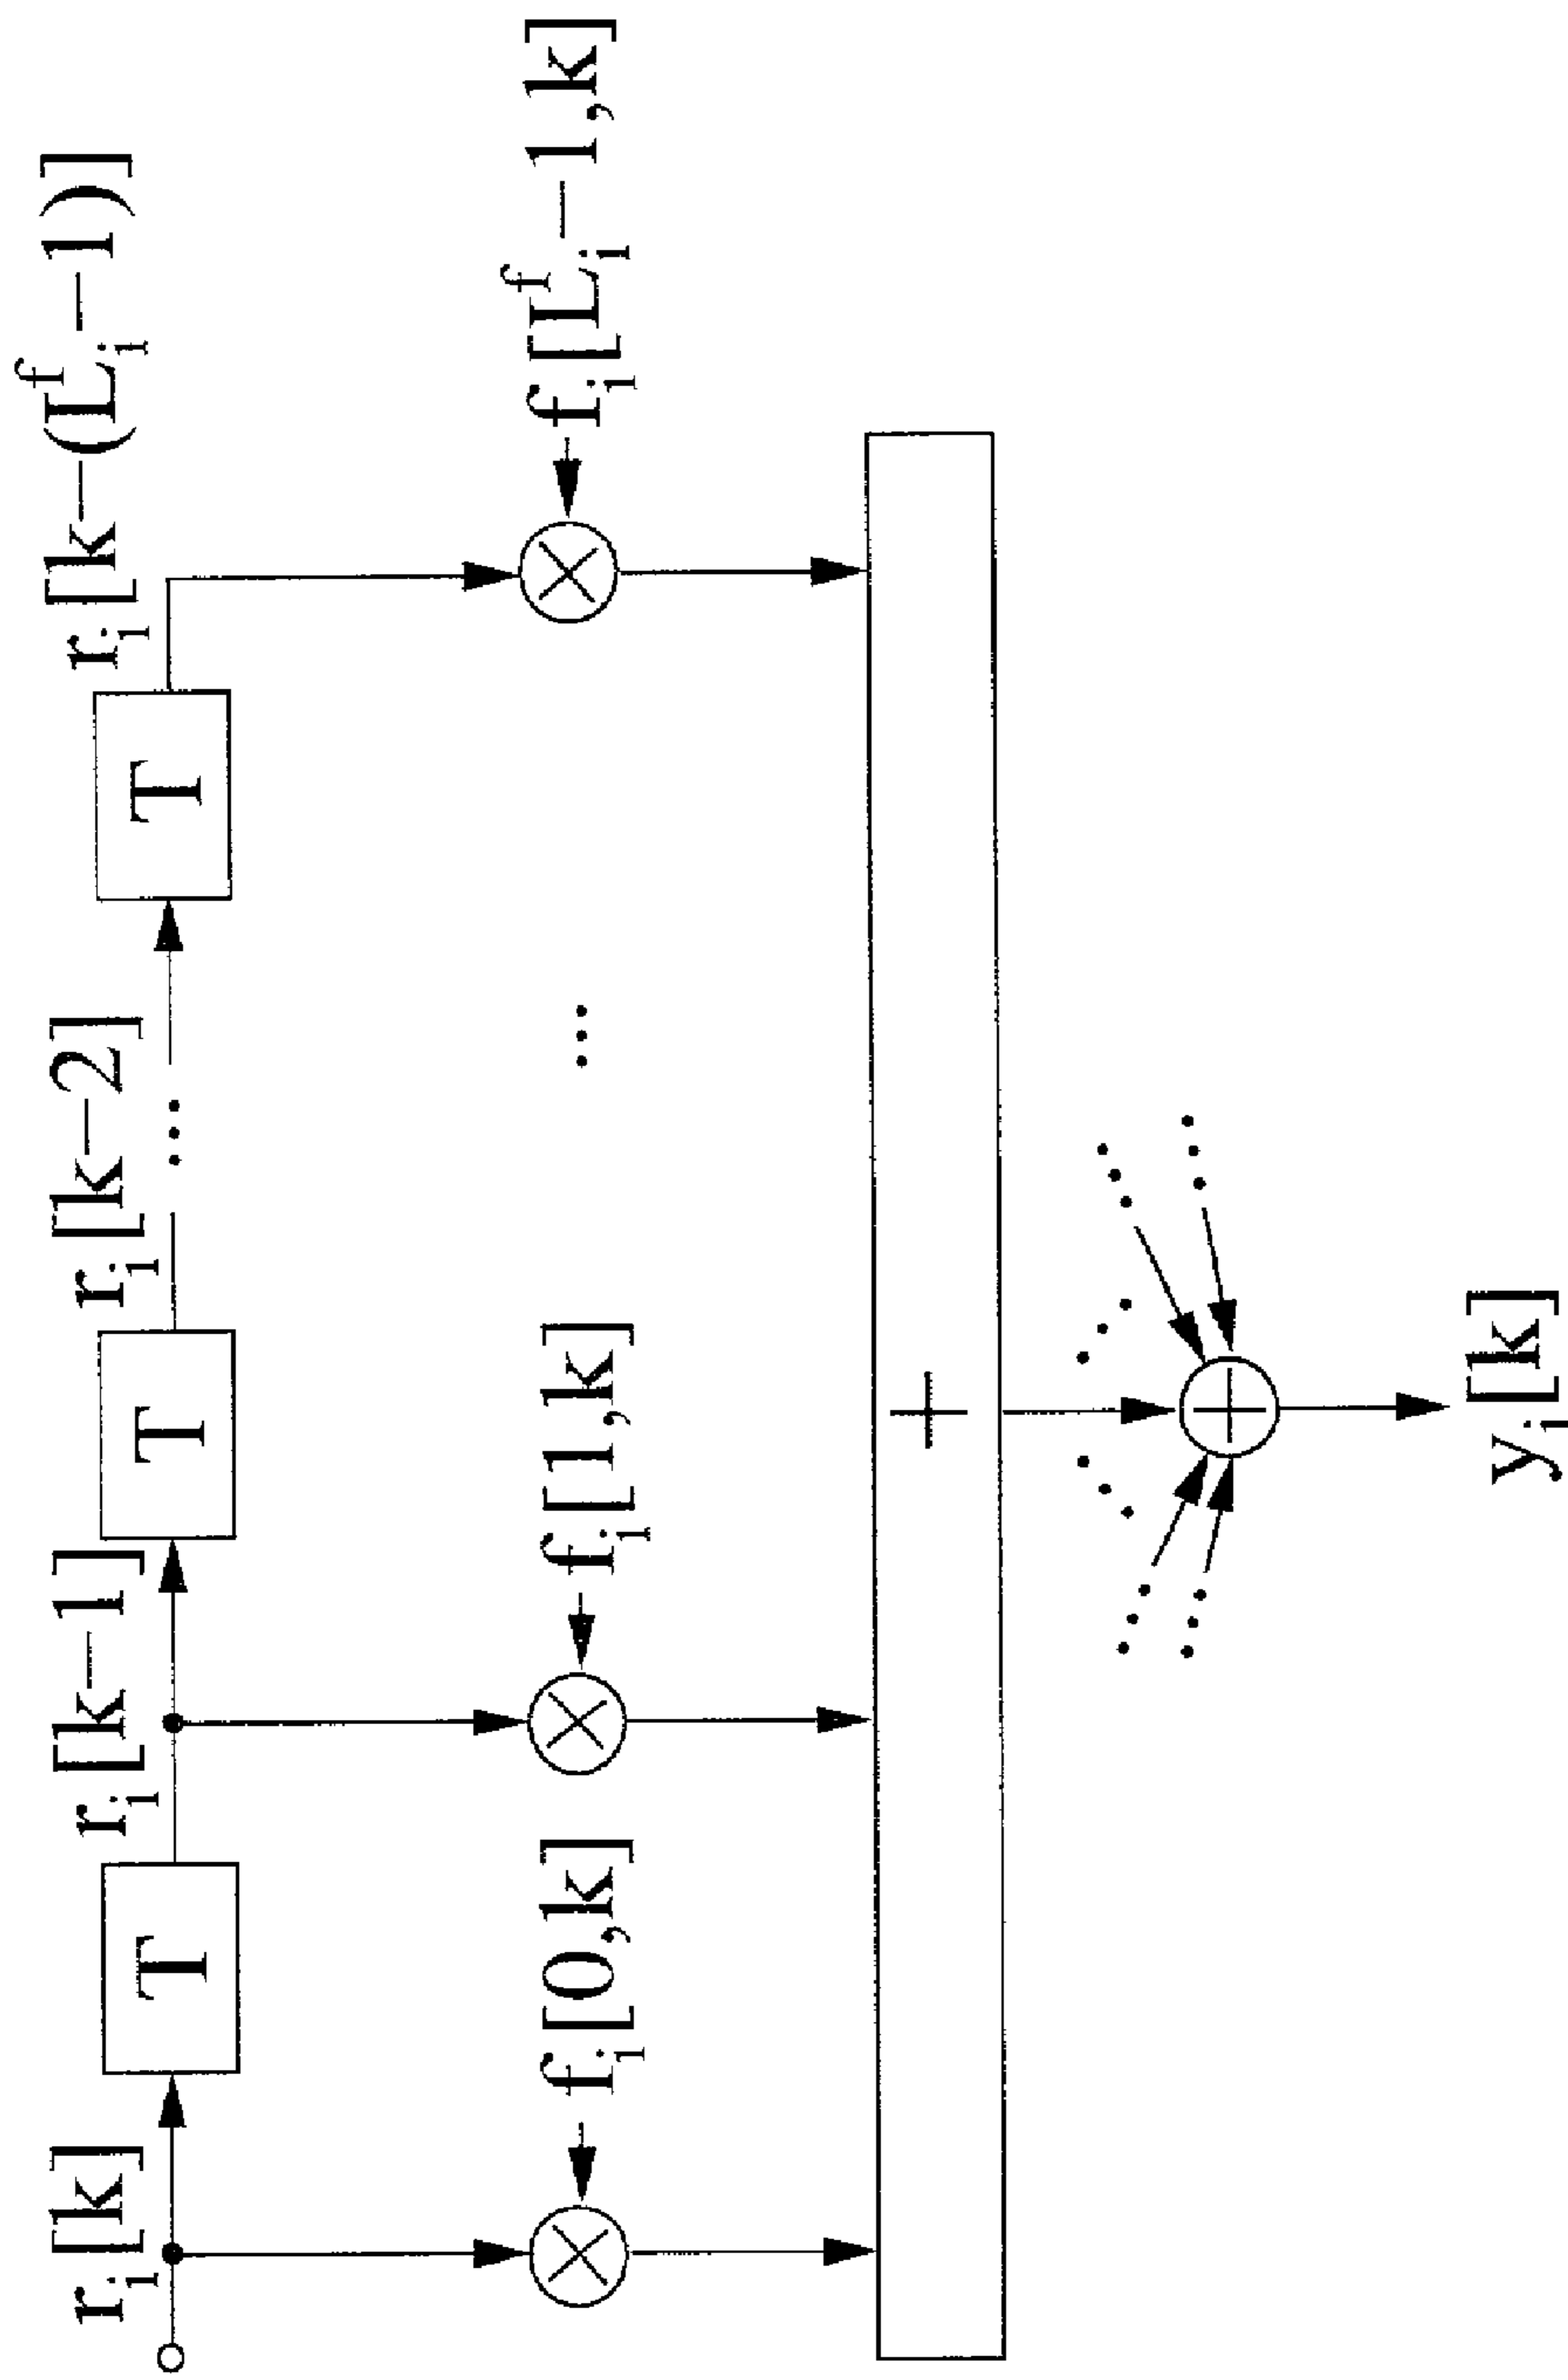 r_i[k]
r_i[k−1]
r_i[k−2]
...
r_i[k−(L_i^f−1)]
T
T
T
f_i[0,k]
f_i[1,k]
...
f_i[L_i^f−1,k]
+
y_i[k]